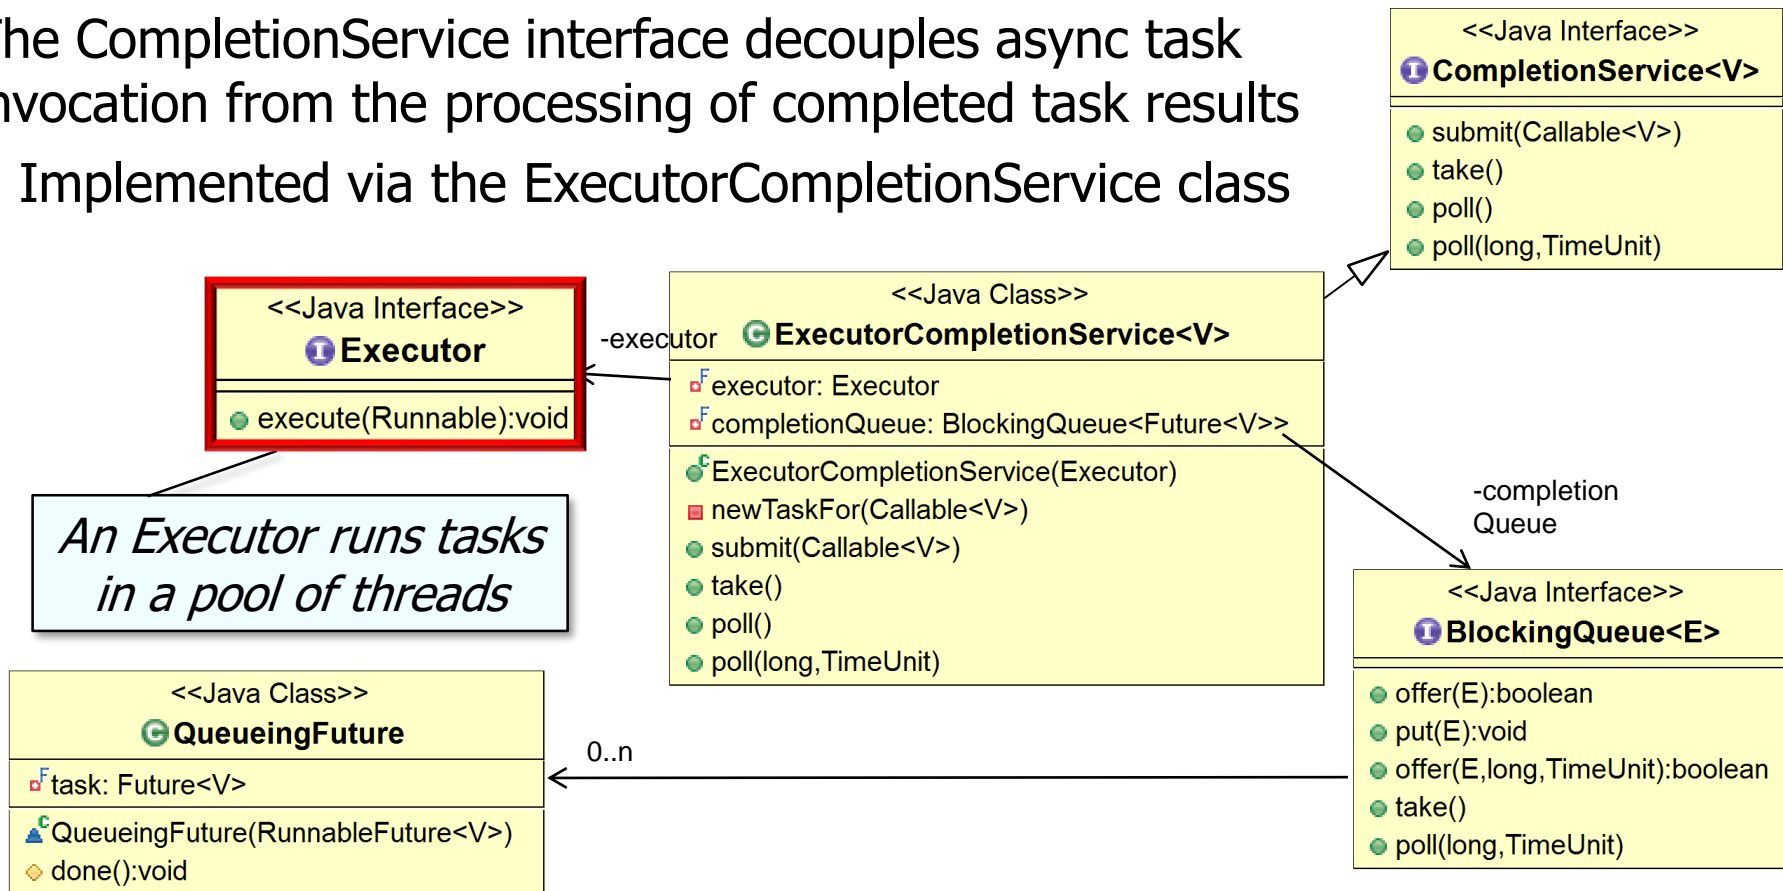 The CompletionService interface decouples async task
invocation from the processing of completed task results
Implemented via the ExecutorCompletionService class
<<Java Interface>>
CompletionService<V>
submit(Callable<V>)
take()
poll()
poll(long,TimeUnit)
<<Java Interface>>
Executor
execute(Runnable):void
-executor
<<Java Class>>
ExecutorCompletionService<V>
executor: Executor
completionQueue: BlockingQueue<Future<V>>
ExecutorCompletionService(Executor)
newTaskFor(Callable<V>)
submit(Callable<V>)
take()
poll()
poll(long,TimeUnit)
An Executor runs tasks
in a pool of threads
-completion
Queue
<<Java Interface>>
BlockingQueue<E>
offer(E):boolean
put(E):void
offer(E,long,TimeUnit):boolean
take()
poll(long,TimeUnit)
<<Java Class>>
QueueingFuture
task: Future<V>
QueueingFuture(RunnableFuture<V>)
done():void
0..n